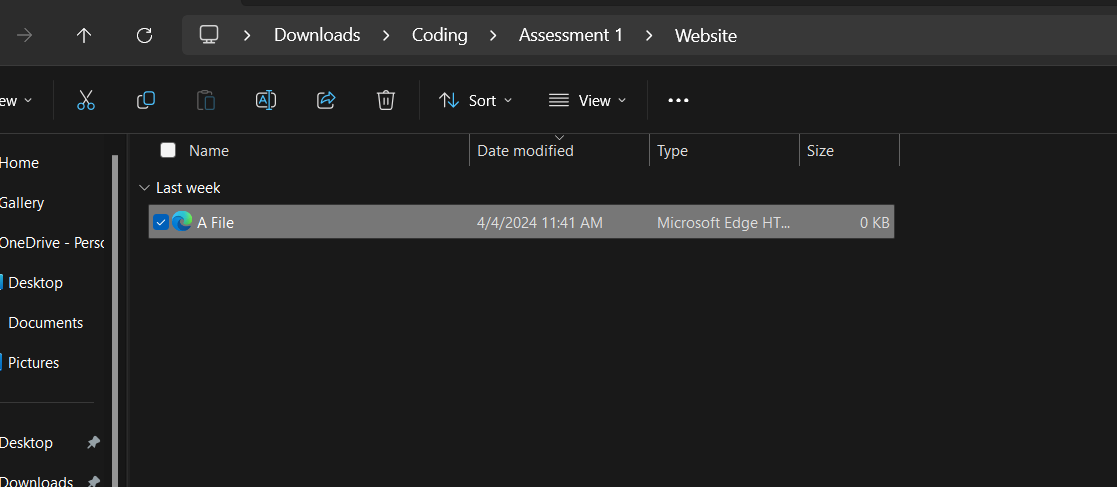 Downloads > Coding > Assessment 1 > Website
ew Sort View
Name Date modified Type Size
Home
Last week
Gallery
A File 4/4/2024 11:41 AM Microsoft Edge HT... 0 KB
OneDrive - Perso
Desktop
Documents
Pictures
Desktop
Downloads